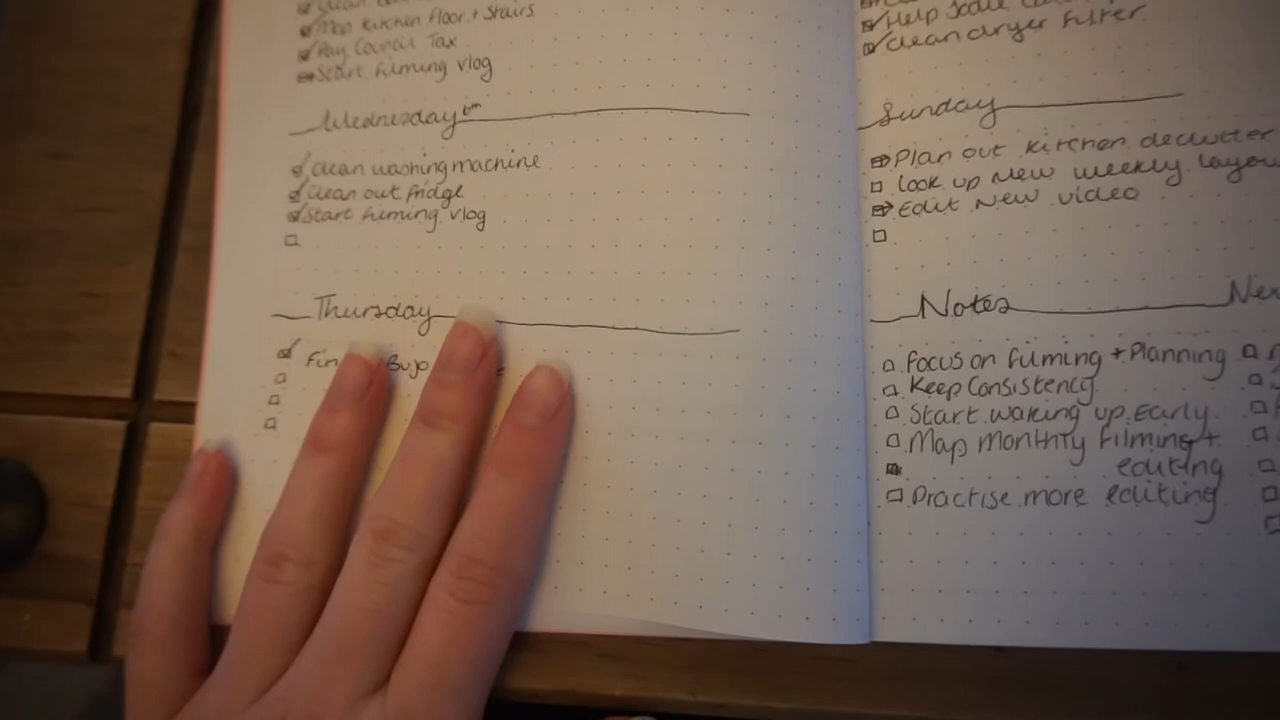 Mop kitchen floor + Stairs
Pay Council Tax
Start filming vlog
Wednesday
clean washing machine
clean out fridge
Start filming vlog
Thursday
Bujo
Help
clean dryer filter
Sunday
Plan out kitchen declutter
look up new weekly
Edit New video
Notes
Focus on filming + Planning
Keep Consistency
Start waking up Early
Map monthly filming +
editing
Practise more editing